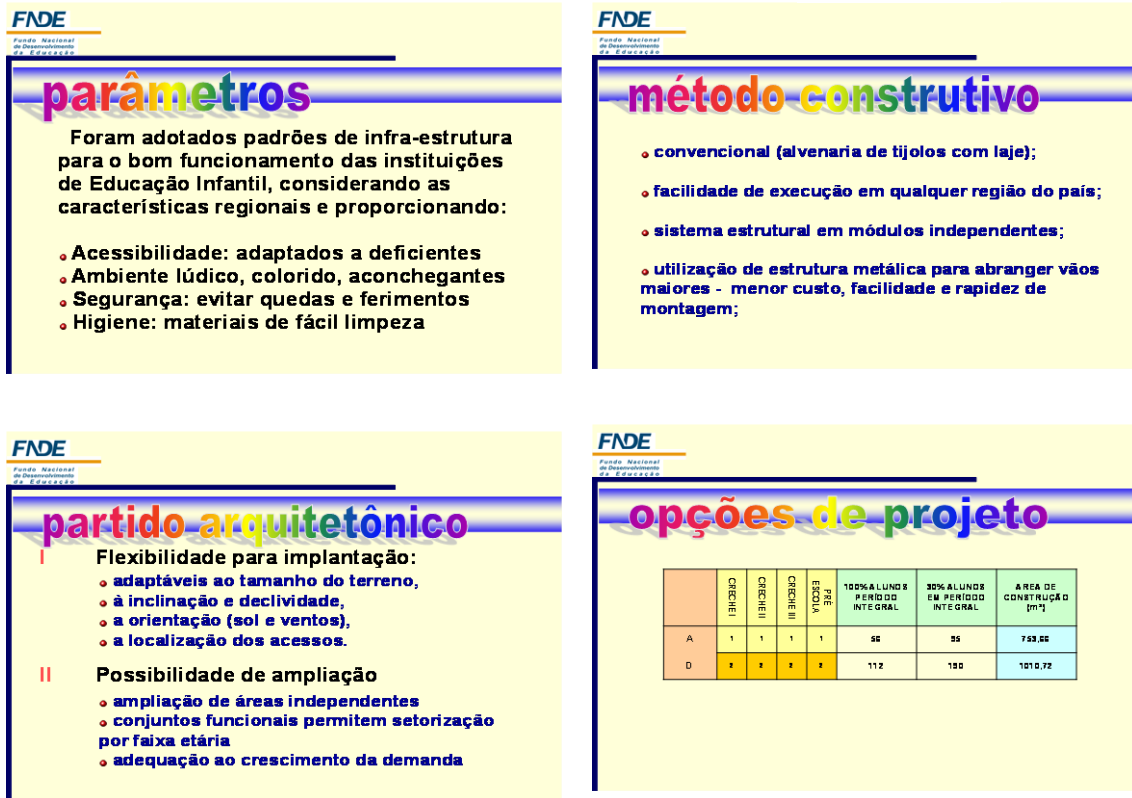 FNDE
Fundo Nacional
de Desenvolvimento
da Educação
parâmetros
Foram adotados padrões de infra-estrutura
para o bom funcionamento das instituições
de Educação Infantil, considerando as
características regionais e proporcionando:
Acessibilidade: adaptados a deficientes
Ambiente lúdico, colorido, aconchegantes
Segurança: evitar quedas e ferimentos
Higiene: materiais de fácil limpeza
FNDE
Fundo Nacional
de Desenvolvimento
da Educação
método construtivo
convencional (alvenaria de tijolos com laje);
facilidade de execução em qualquer região do país;
sistema estrutural em módulos independentes;
utilização de estrutura metálica para abranger vãos
maiores - menor custo, facilidade e rapidez de
montagem;
FNDE
Fundo Nacional
de Desenvolvimento
da Educação
partido arquitetônico
I Flexibilidade para implantação:
adaptáveis ao tamanho do terreno,
à inclinação e declividade,
a orientação (sol e ventos),
a localização dos acessos.
II Possibilidade de ampliação
ampliação de áreas independentes
conjuntos funcionais permitem setorização
por faixa etária
adequação ao crescimento da demanda
FNDE
Fundo Nacional
de Desenvolvimento
da Educação
opções de projeto
CRECHE I
CRECHE II
CRECHE III
PRÉ
ESCOLA
100% ALUNOS
PERÍODO
INTEGRAL
ALUNOS
EM PERÍODO
INTEGRAL
AREA DE
CONSTRUÇÃO
[m²]
A 1 1 1 1 56 95
D 2 2 2 2 112 190 1010,72